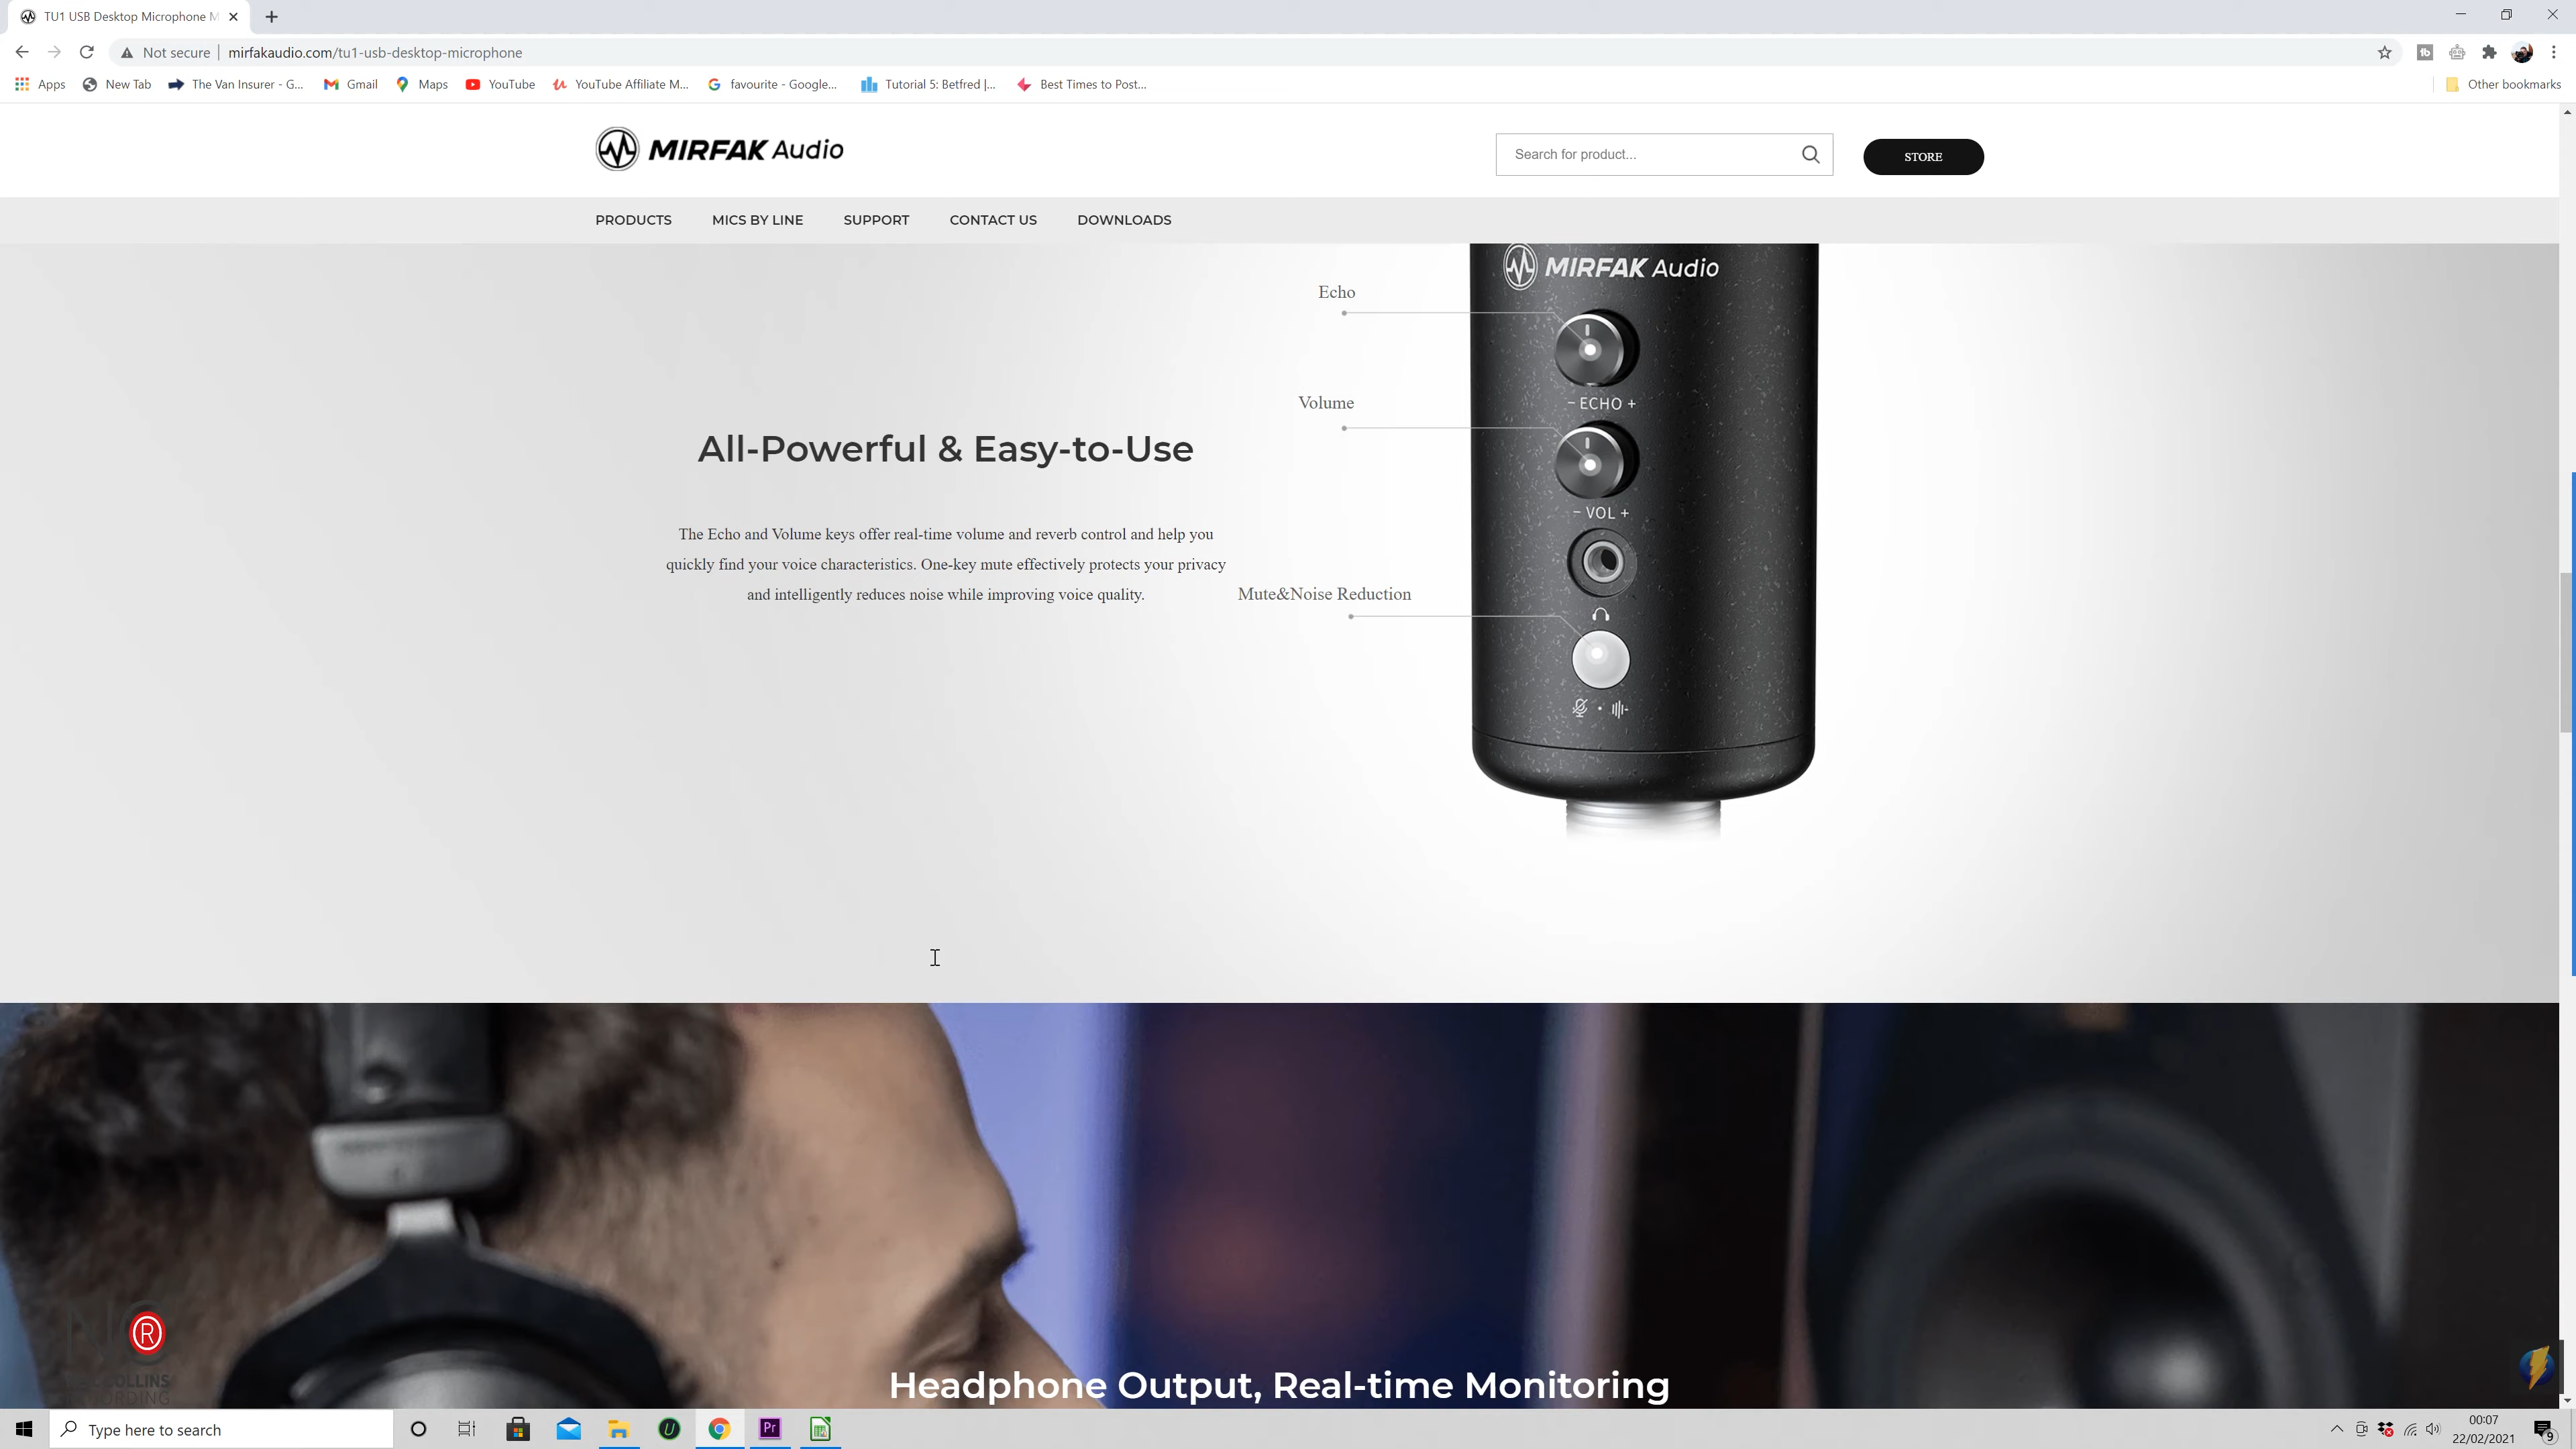 TU1 USB Desktop Microphone M
Not secure
mirfakaudio.com/tu1-usb-desktop-microphone
Apps
New Tab
The Van Insurer - G...
Gmail
Maps
YouTube
YouTube Affiliate M...
favourite - Google...
Tutorial 5: Betfred |...
Best Times to Post...
Other bookmarks
MIRFAK Audio
Search for product...
STORE
PRODUCTS
MICS BY LINE
SUPPORT
CONTACT US
DOWNLOADS
MIRFAK Audio
Echo
- ECHO +
Volume
- VOL +
Mute&Noise Reduction
All-Powerful & Easy-to-Use
The Echo and Volume keys offer real-time volume and reverb control and help you
quickly find your voice characteristics. One-key mute effectively protects your privacy
and intelligently reduces noise while improving voice quality.
Headphone Output, Real-time Monitoring
R
RECORDING
Type here to search
Pr
00:07
22/02/2021
9